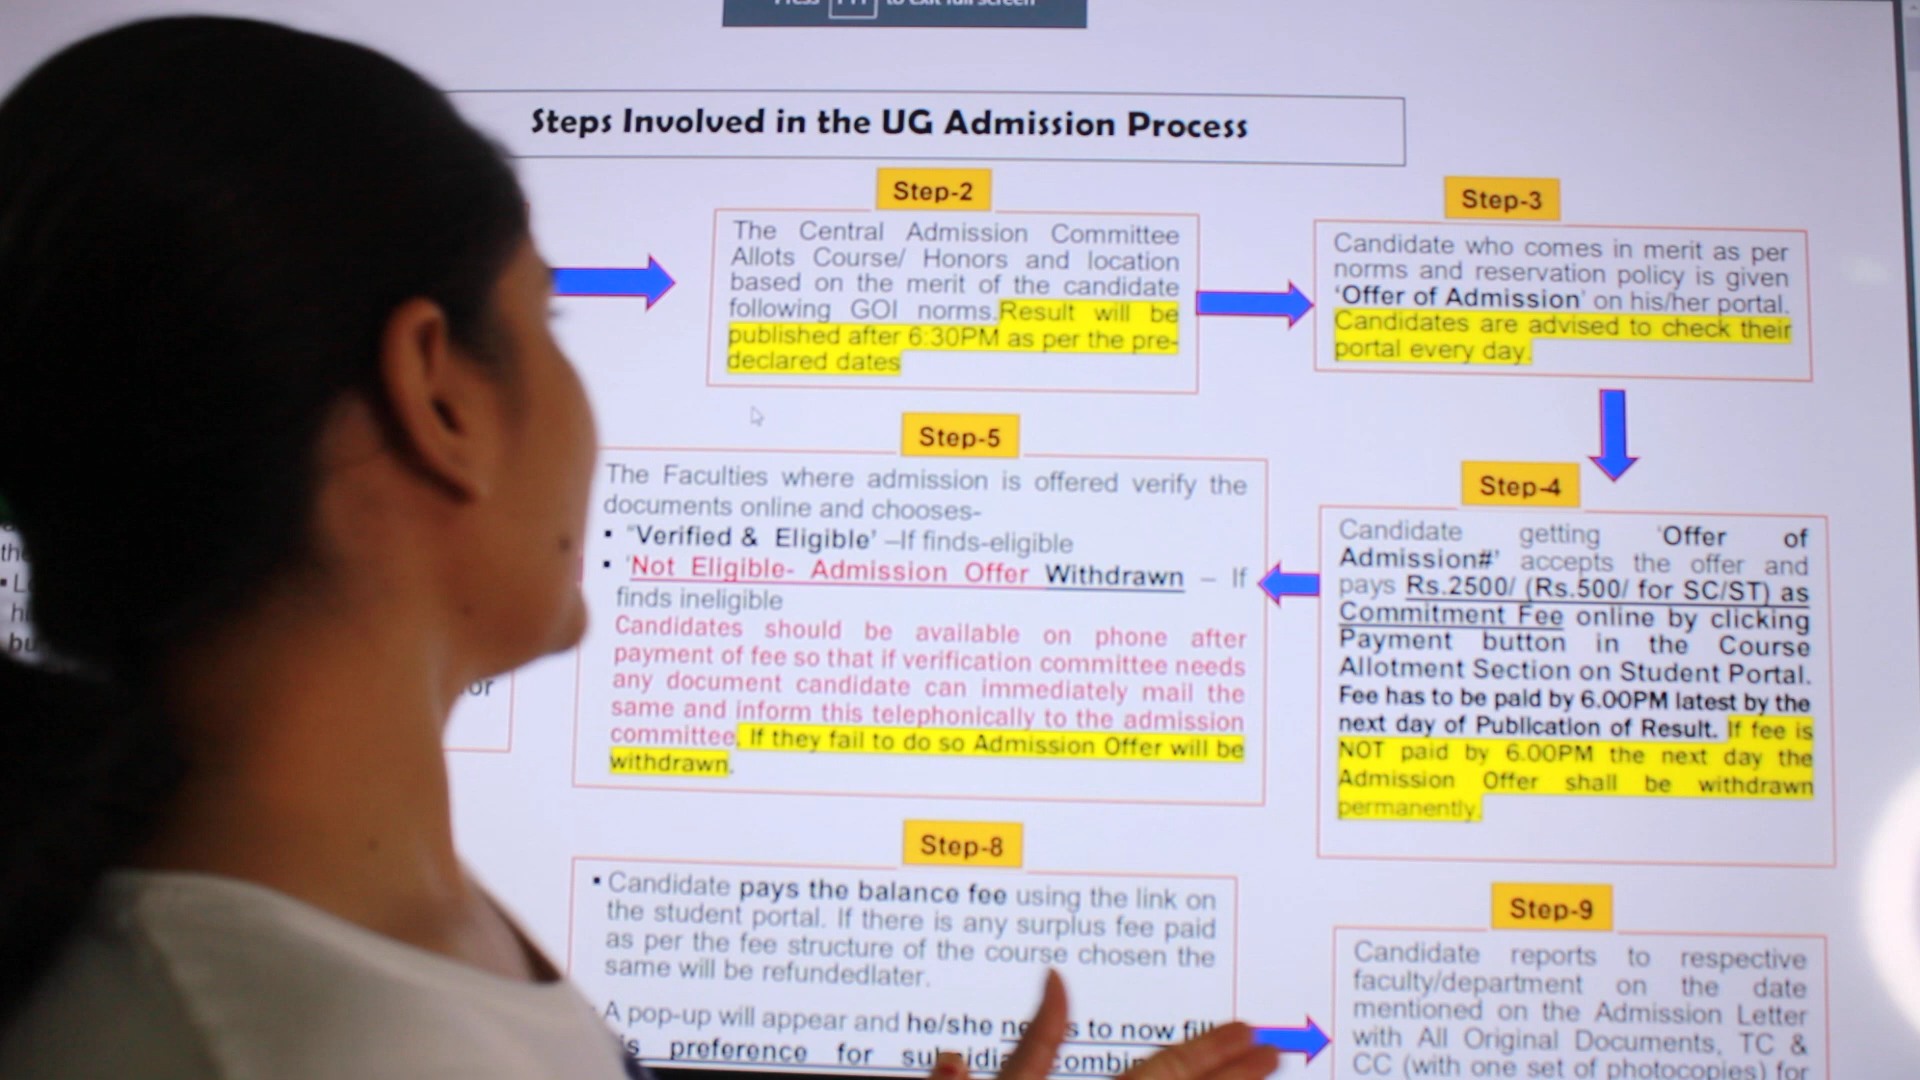 to exit full screen
Steps Involved in the UG Admission Process
Step-2
The Central Admission Committee
Allots Course/ Honors and location
based on the merit of the candidate
following GOI norms.Result will be
published after 6:30PM as per the pre-
declared dates
Step-3
Candidate who comes in merit as per
norms and reservation policy is given
‘Offer of Admission’ on his/her portal.
Candidates are advised to check their
portal every day.
Step-5
The Faculties where admission is offered verify the
documents online and chooses-
▪ “Verified & Eligible’ –If finds-eligible
▪ ‘Not Eligible- Admission Offer Withdrawn – If
finds ineligible
Candidates should be available on phone after
payment of fee so that if verification committee needs
any document candidate can immediately mail the
same and inform this telephonically to the admission
committee. If they fail to do so Admission Offer will be
withdrawn.
Step-4
Candidate getting ‘Offer of
Admission#’ accepts the offer and
pays Rs.2500/ (Rs.500/ for SC/ST) as
Commitment Fee online by clicking
Payment button in the Course
Allotment Section on Student Portal.
Fee has to be paid by 6.00PM latest by the
next day of Publication of Result. If fee is
NOT paid by 6.00PM the next day the
Admission Offer shall be withdrawn
permanently.
Step-8
▪ Candidate pays the balance fee using the link on
the student portal. If there is any surplus fee paid
as per the fee structure of the course chosen the
same will be refundedlater.
A pop-up will appear and he/she to now fill
preference for
Step-9
Candidate reports to respective
faculty/department on the date
mentioned on the Admission Letter
with All Original Documents, TC &
CC (with one set of photocopies) for